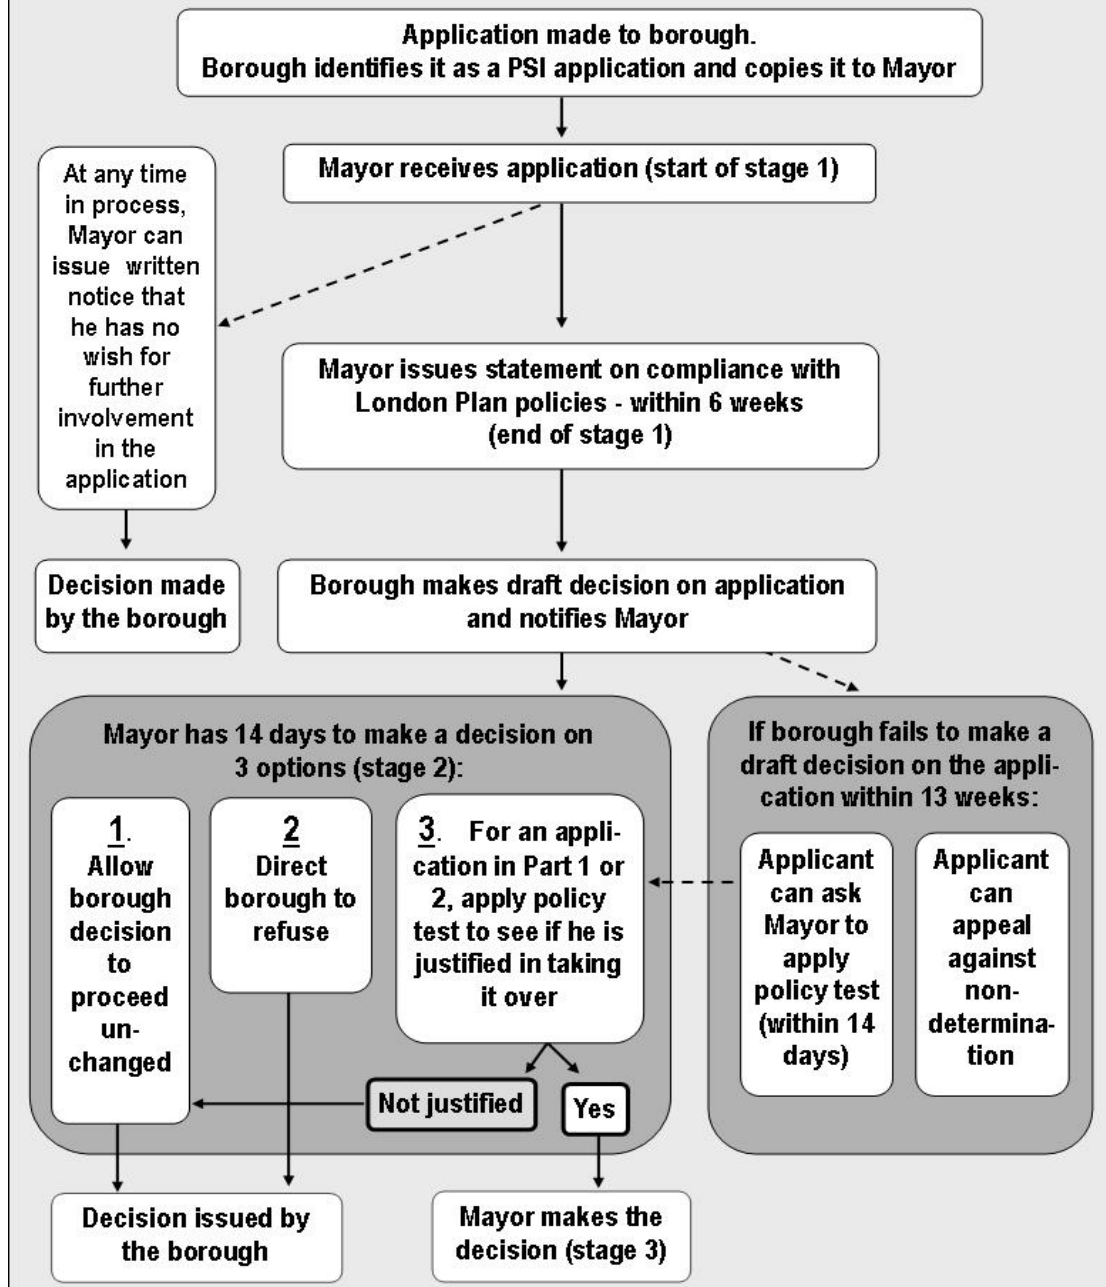 Application made to borough.
Borough identifies it as a PSI application and copies it to Mayor
Mayor receives application (start of stage 1)
At any time
in process,
Mayor can
issue written
notice that
he has no
wish for
further
involvement
in the
application
Mayor issues statement on compliance with
London Plan policies - within 6 weeks
(end of stage 1)
Decision made
by the borough
Borough makes draft decision on application
and notifies Mayor
Mayor has 14 days to make a decision on
3 options (stage 2):
1.
Allow
borough
decision
to
proceed
un-
changed
2
Direct
borough to
refuse
3. For an appli-
cation in Part 1 or
2, apply policy
test to see if he is
justified in taking
it over
Not justified
Yes
If borough fails to make a
draft decision on the appli-
cation within 13 weeks:
Applicant
can ask
Mayor to
apply
policy test
(within 14
days)
Applicant
can
appeal
against
non-
determina-
tion
Decision issued by
the borough
Mayor makes the
decision (stage 3)